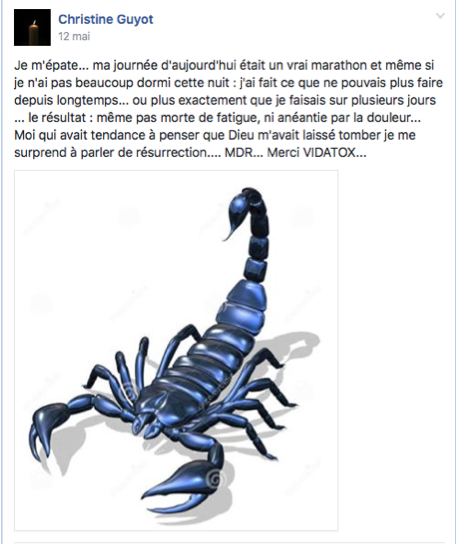 Christine Guyot
12 mai
Je m'épate... ma journée d'aujourd'hui était un vrai marathon et même si
je n'ai pas beaucoup dormi cette nuit : j'ai fait ce que ne pouvais plus faire
depuis longtemps... ou plus exactement que je faisais sur plusieurs jours
... le résultat : même pas morte de fatigue, ni anéantie par la douleur...
Moi qui avait tendance à penser que Dieu m'avait laissé tomber je me
surprend à parler de résurrection.... MDR... Merci VIDATOX...